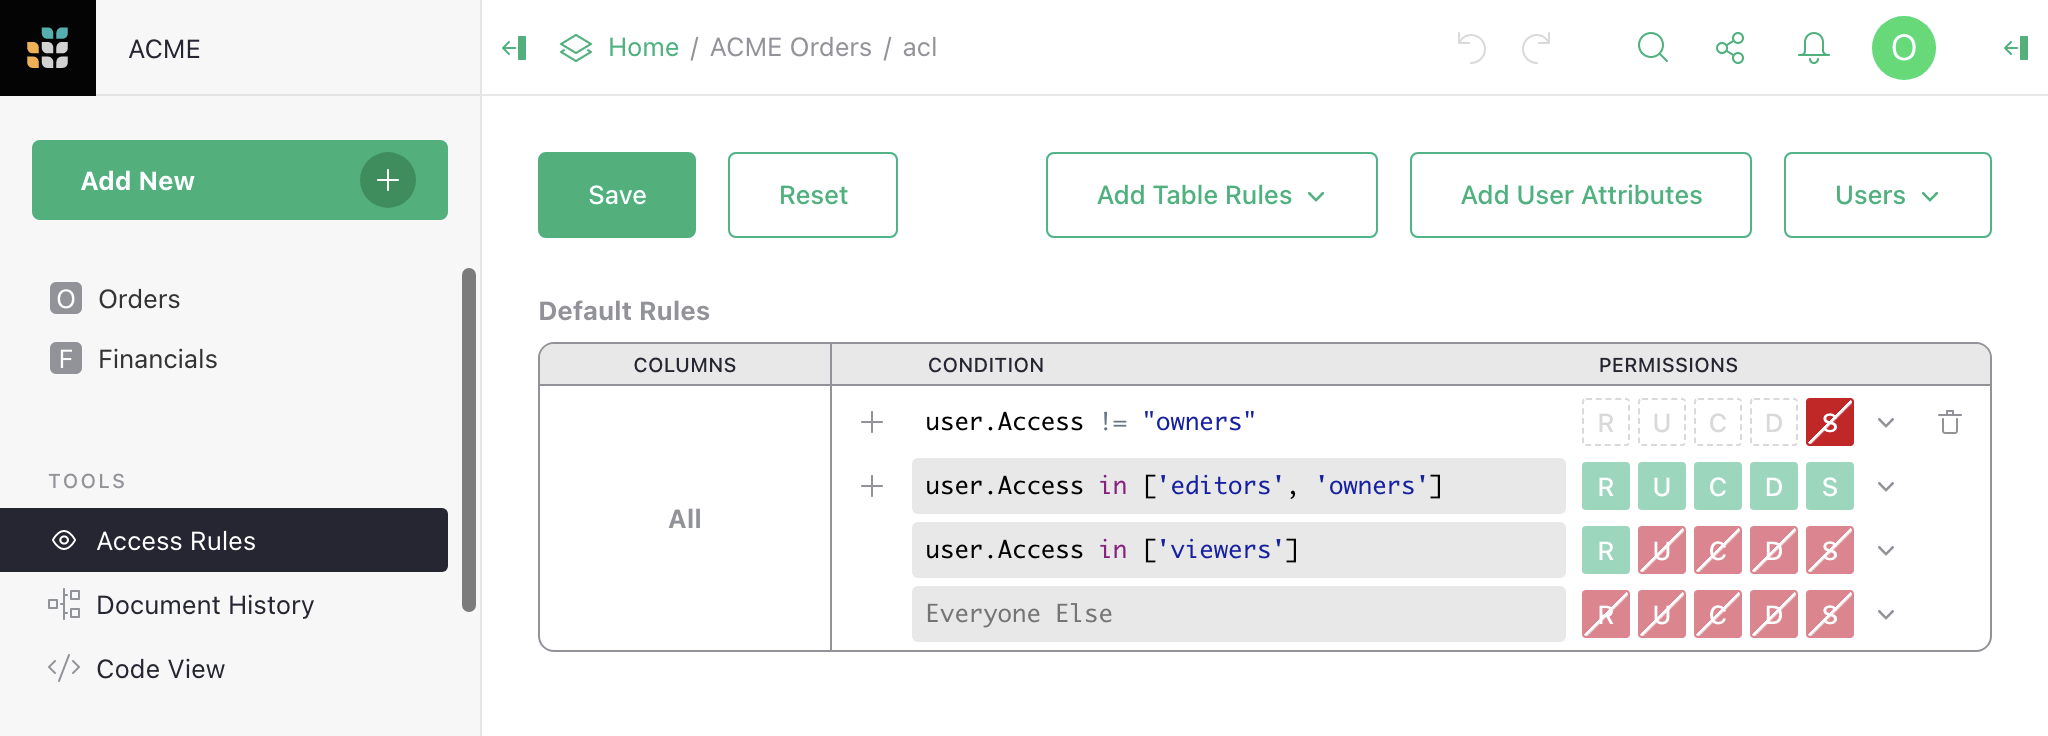 ACME
Home / ACME Orders / acl
O
Add New
Save
Reset
Add Table Rules
Add User Attributes
Users
O Orders
F Financials
TOOLS
Access Rules
Document History
Code View
Default Rules
COLUMNS CONDITION PERMISSIONS
All
user.Access != "owners" R U C D S
user.Access in ['editors', 'owners'] R U C D S
user.Access in ['viewers'] R U C D S
Everyone Else R U C D S